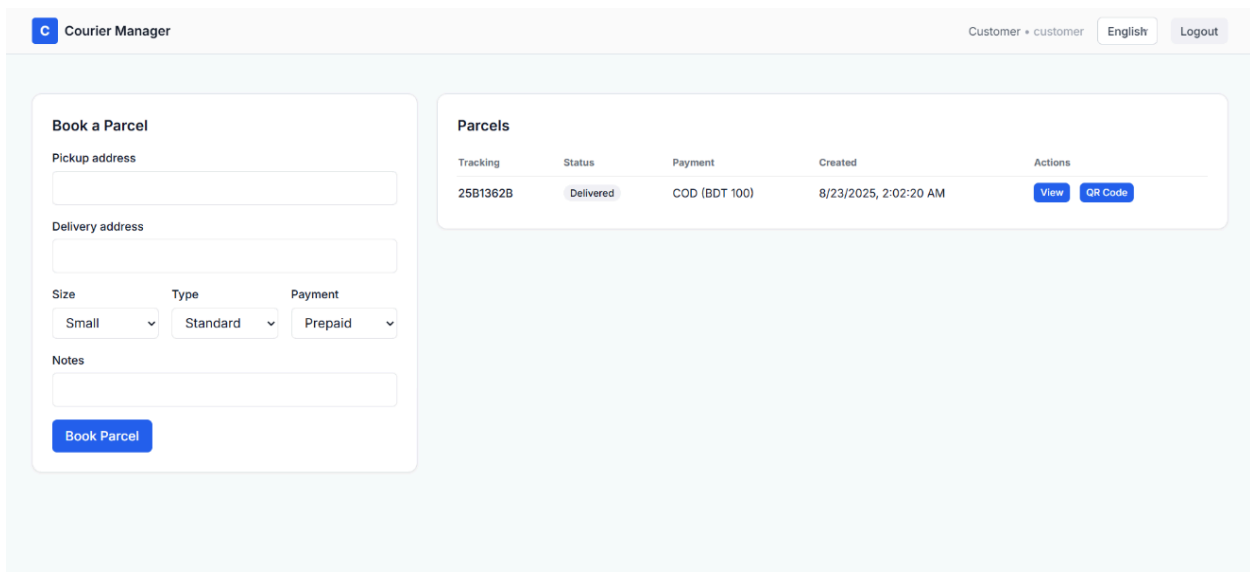 C Courier Manager
Customer • customer English Logout
Book a Parcel
Pickup address
Delivery address
Size Type Payment
Small Standard Prepaid
Notes
Book Parcel
Parcels
Tracking Status Payment Created Actions
25B1362B Delivered COD (BDT 100) 8/23/2025, 2:02:20 AM View QR Code